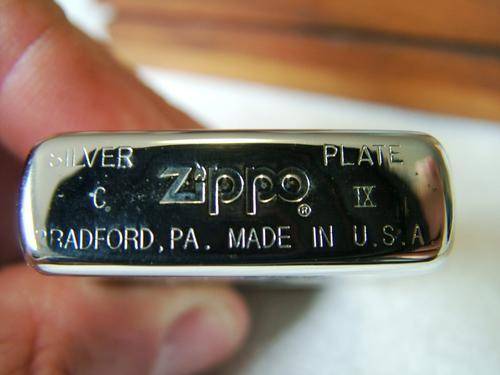 SILVER PLATE
C Zippo® IX
BRADFORD, PA. MADE IN U.S.A.